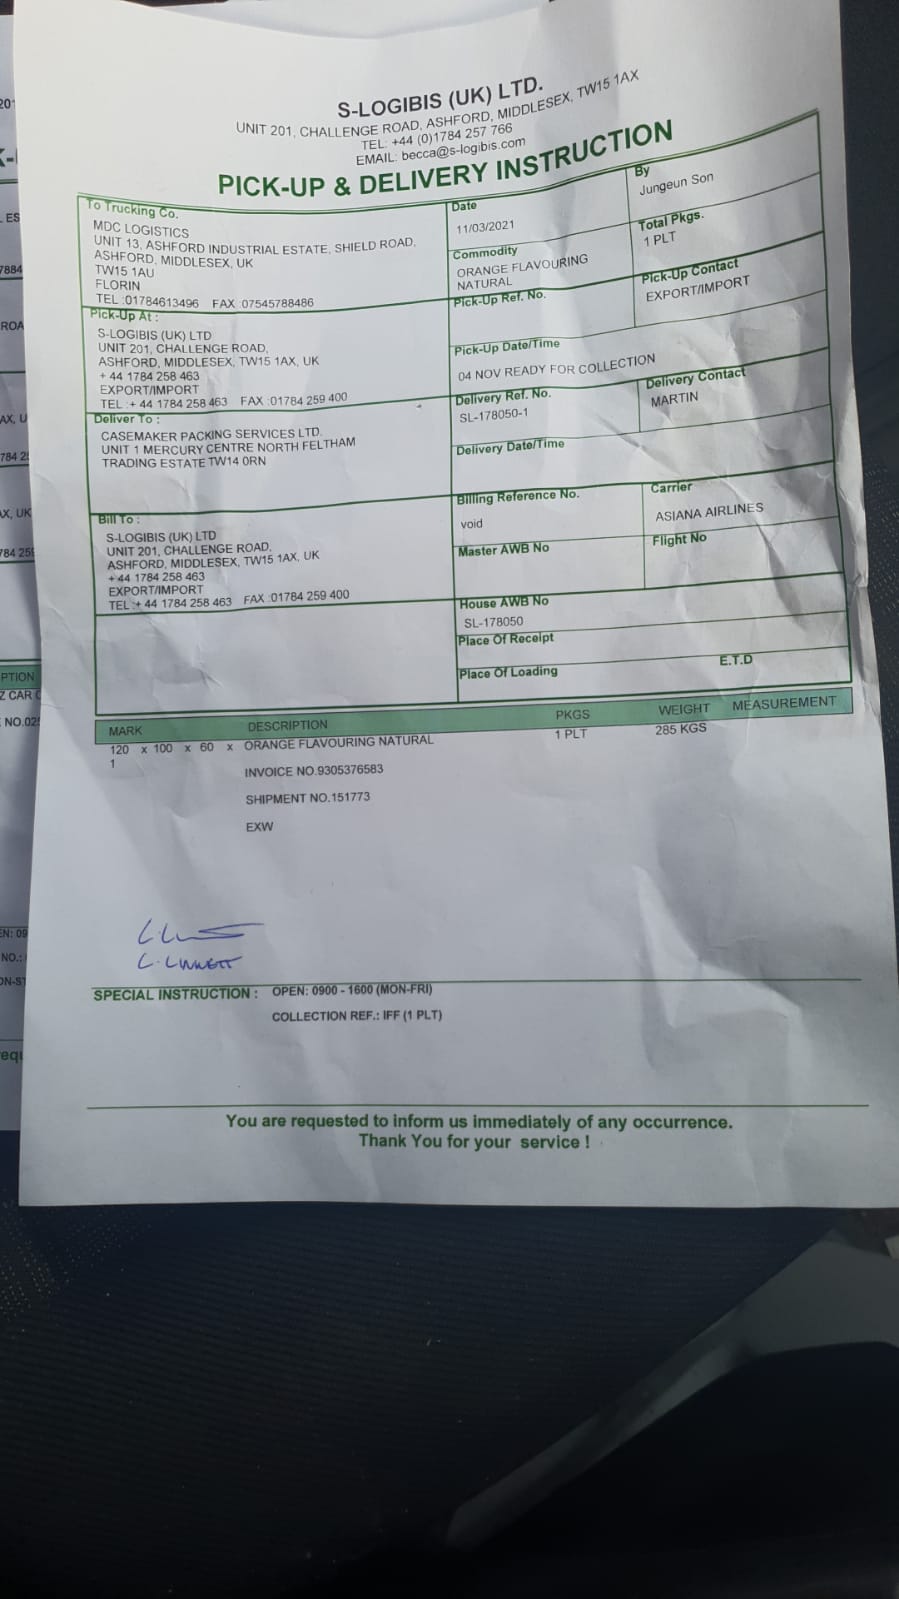 S-LOGIBIS (UK) LTD.
UNIT 201, CHALLENGE ROAD, ASHFORD, MIDDLESEX, TW15 1AX
TEL: +44 (0)1784 257 766
EMAIL: becca@s-logibis.com
PICK-UP & DELIVERY INSTRUCTION
To Trucking Co.
MDC LOGISTICS
UNIT 13, ASHFORD INDUSTRIAL ESTATE, SHIELD ROAD,
ASHFORD, MIDDLESEX, UK
TW15 1AU
FLORIN
TEL :01784613496 FAX :07545788486
Date
11/03/2021
By
Jungeun Son
Commodity
ORANGE FLAVOURING
NATURAL
Total Pkgs.
1 PLT
Pick-Up Ref. No.
Pick-Up Contact
EXPORT/IMPORT
Pick-Up At :
S-LOGIBIS (UK) LTD
UNIT 201, CHALLENGE ROAD,
ASHFORD, MIDDLESEX, TW15 1AX, UK
+ 44 1784 258 463
EXPORT/IMPORT
TEL :+ 44 1784 258 463 FAX :01784 259 400
Pick-Up Date/Time
04 NOV READY FOR COLLECTION
Delivery Ref. No.
SL-178050-1
Delivery Contact
MARTIN
Deliver To :
CASEMAKER PACKING SERVICES LTD.
UNIT 1 MERCURY CENTRE NORTH FELTHAM
TRADING ESTATE TW14 0RN
Delivery Date/Time
Billing Reference No.
void
Carrier
ASIANA AIRLINES
Bill To :
S-LOGIBIS (UK) LTD
UNIT 201, CHALLENGE ROAD,
ASHFORD, MIDDLESEX, TW15 1AX, UK
+ 44 1784 258 463
EXPORT/IMPORT
TEL :+ 44 1784 258 463 FAX :01784 259 400
Master AWB No
Flight No
House AWB No
SL-178050
Place Of Receipt
Place Of Loading
E.T.D
MARK DESCRIPTION PKGS WEIGHT MEASUREMENT
120 x 100 x 60 x ORANGE FLAVOURING NATURAL 1 PLT 285 KGS
1
INVOICE NO.9305376583
SHIPMENT NO.151773
EXW
C. LINNETT
SPECIAL INSTRUCTION : OPEN: 0900 - 1600 (MON-FRI)
COLLECTION REF.: IFF (1 PLT)
You are requested to inform us immediately of any occurrence.
Thank You for your service !